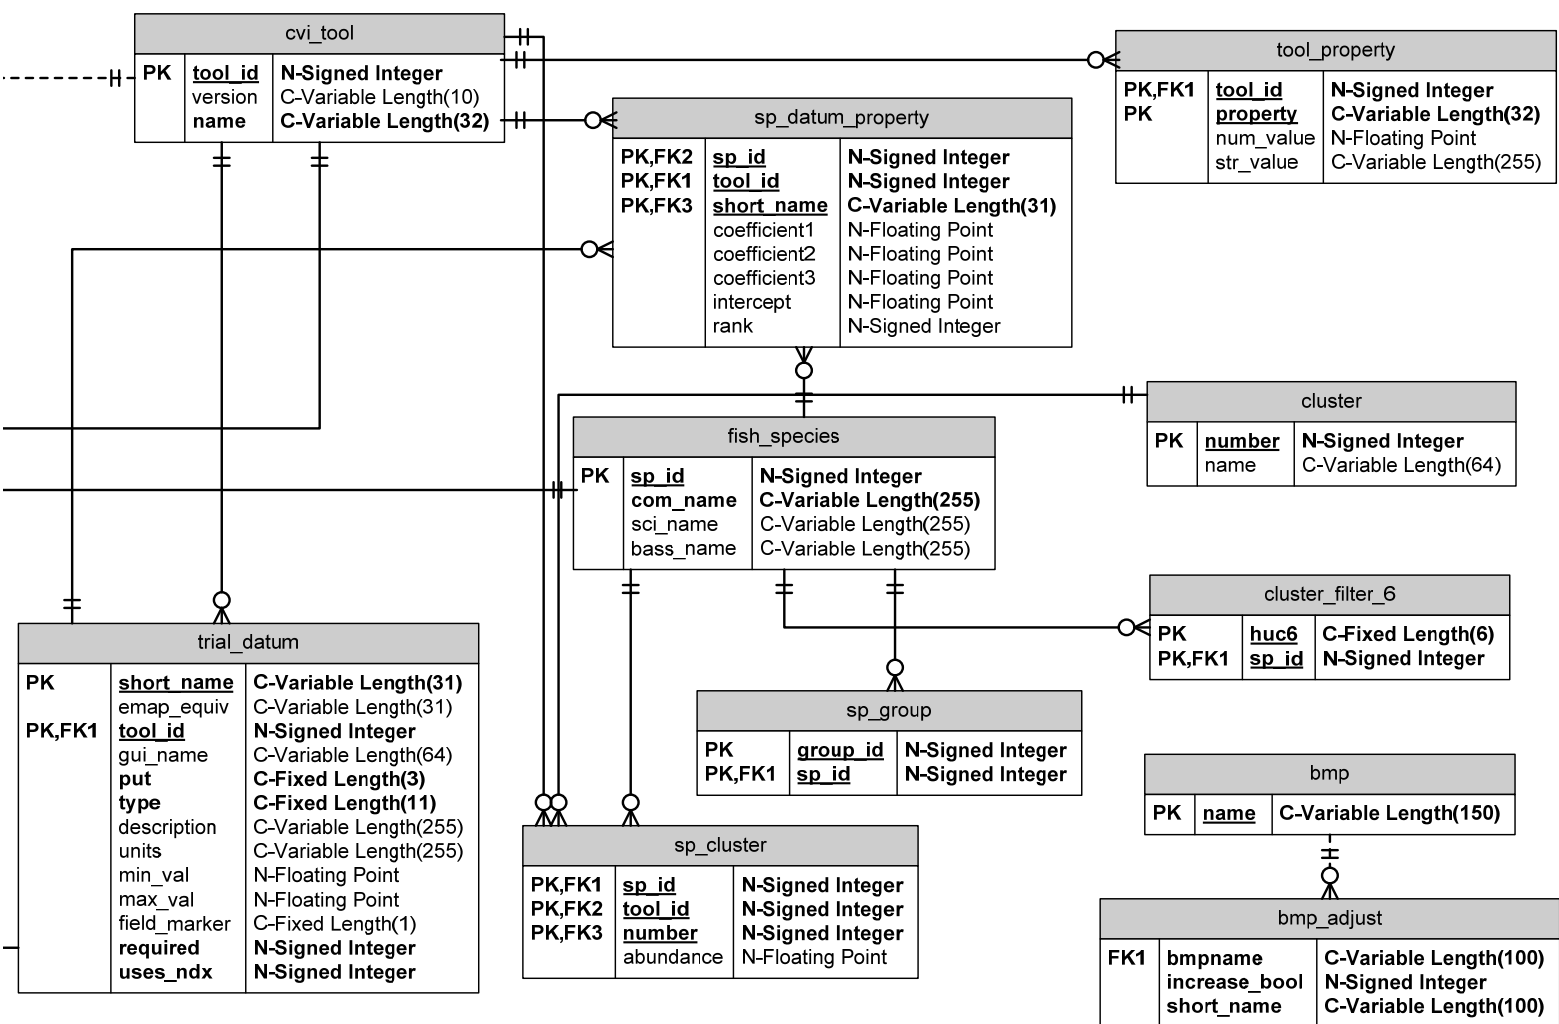 cvi_tool
PK tool_id N-Signed Integer
version C-Variable Length(10)
name C-Variable Length(32)
tool_property
PK,FK1 tool_id N-Signed Integer
PK property C-Variable Length(32)
num_value N-Floating Point
str_value C-Variable Length(255)
sp_datum_property
PK,FK2 sp_id N-Signed Integer
PK,FK1 tool_id N-Signed Integer
PK,FK3 short_name C-Variable Length(31)
coefficient1 N-Floating Point
coefficient2 N-Floating Point
coefficient3 N-Floating Point
intercept N-Floating Point
rank N-Signed Integer
cluster
PK number N-Signed Integer
name C-Variable Length(64)
fish_species
PK sp_id N-Signed Integer
com_name C-Variable Length(255)
sci_name C-Variable Length(255)
bass_name C-Variable Length(255)
cluster_filter_6
PK huc6 C-Fixed Length(6)
PK,FK1 sp_id N-Signed Integer
trial_datum
PK short_name C-Variable Length(31)
emap_equiv C-Variable Length(31)
PK,FK1 tool_id N-Signed Integer
gui_name C-Variable Length(64)
put C-Fixed Length(3)
type C-Fixed Length(11)
description C-Variable Length(255)
units C-Variable Length(255)
min_val N-Floating Point
max_val N-Floating Point
field_marker C-Fixed Length(1)
required N-Signed Integer
uses_ndx N-Signed Integer
sp_group
PK group_id N-Signed Integer
PK,FK1 sp_id N-Signed Integer
bmp
PK name C-Variable Length(150)
sp_cluster
PK,FK1 sp_id N-Signed Integer
PK,FK2 tool_id N-Signed Integer
PK,FK3 number N-Signed Integer
abundance N-Floating Point
bmp_adjust
FK1 bmpname C-Variable Length(100)
increase_bool N-Signed Integer
short_name C-Variable Length(100)